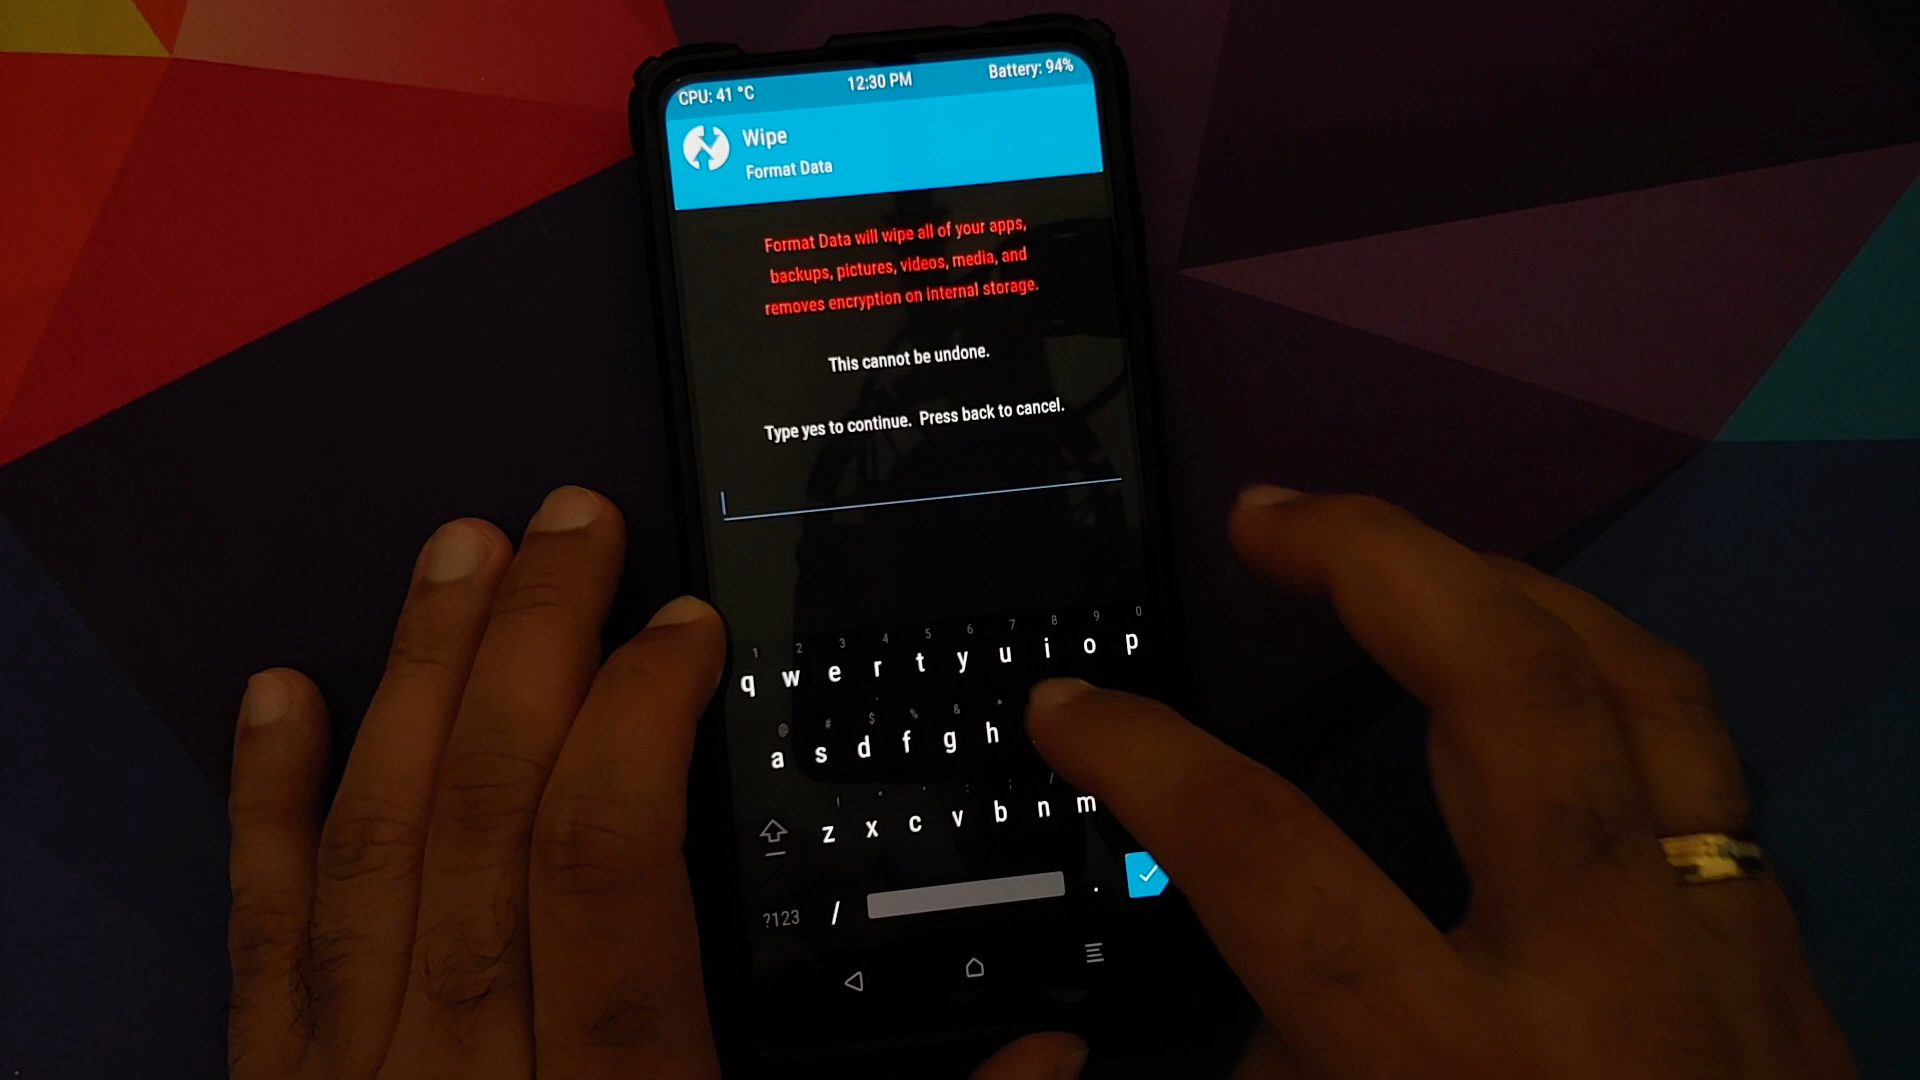 CPU: 41 °C 12:30 PM Battery: 94%
Wipe
Format Data
Format Data will wipe all of your apps,
backups, pictures, videos, media, and
removes encryption on internal storage.
This cannot be undone.
Type yes to continue. Press back to cancel.
1 2 3 4 5 6 7 8 9 0
q w e r t y u i o p
@ # $ % & *
a s d f g h
! " ' : ; /
z x c v b n m
?123 / .